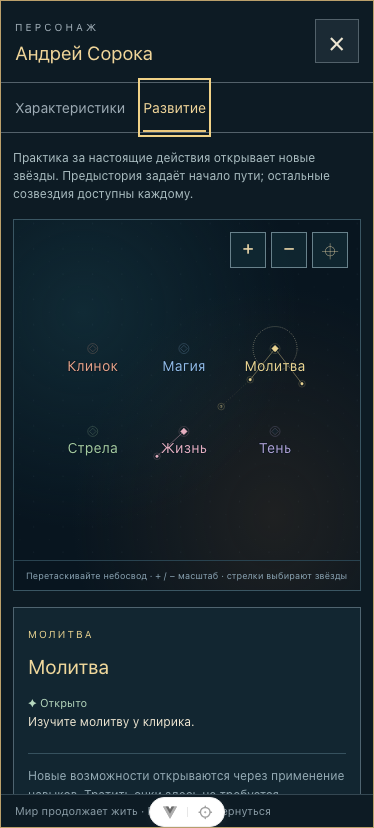 ПЕРСОНАЖ
Андрей Сорока
Характеристики Развитие
Практика за настоящие действия открывает новые
звёзды. Предыстория задаёт начало пути; остальные
созвездия доступны каждому.
Клинок Магия Молитва
Стрела Жизнь Тень
Перетаскивайте небосвод · + / − масштаб · стрелки выбирают звёзды
МОЛИТВА
Молитва
✦ Открыто
Изучите молитву у клирика.
Новые возможности открываются через применение
Мир продолжает жить ·